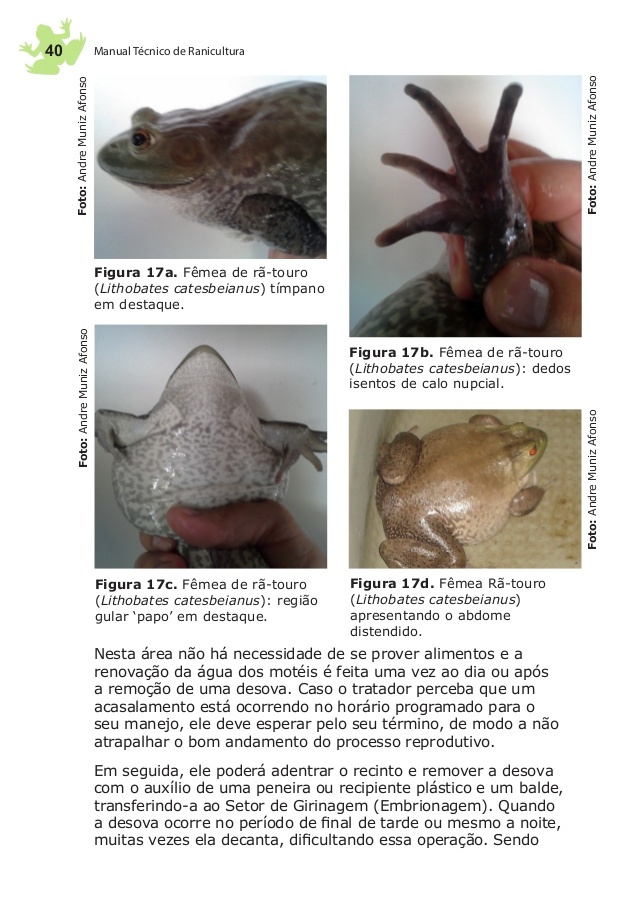 40
Manual Técnico de Ranicultura
Foto: Andre Muniz Afonso
Figura 17a. Fêmea de rã-touro
(Lithobates catesbeianus) tímpano
em destaque.
Foto: Andre Muniz Afonso
Figura 17b. Fêmea de rã-touro
(Lithobates catesbeianus): dedos
isentos de calo nupcial.
Foto: Andre Muniz Afonso
Figura 17c. Fêmea de rã-touro
(Lithobates catesbeianus): região
gular ‘papo’ em destaque.
Foto: Andre Muniz Afonso
Figura 17d. Fêmea Rã-touro
(Lithobates catesbeianus)
apresentando o abdome
distendido.
Nesta área não há necessidade de se prover alimentos e a
renovação da água dos motéis é feita uma vez ao dia ou após
a remoção de uma desova. Caso o tratador perceba que um
acasalamento está ocorrendo no horário programado para o
seu manejo, ele deve esperar pelo seu término, de modo a não
atrapalhar o bom andamento do processo reprodutivo.
Em seguida, ele poderá adentrar o recinto e remover a desova
com o auxílio de uma peneira ou recipiente plástico e um balde,
transferindo-a ao Setor de Girinagem (Embrionagem). Quando
a desova ocorre no período de final de tarde ou mesmo a noite,
muitas vezes ela decanta, dificultando essa operação. Sendo